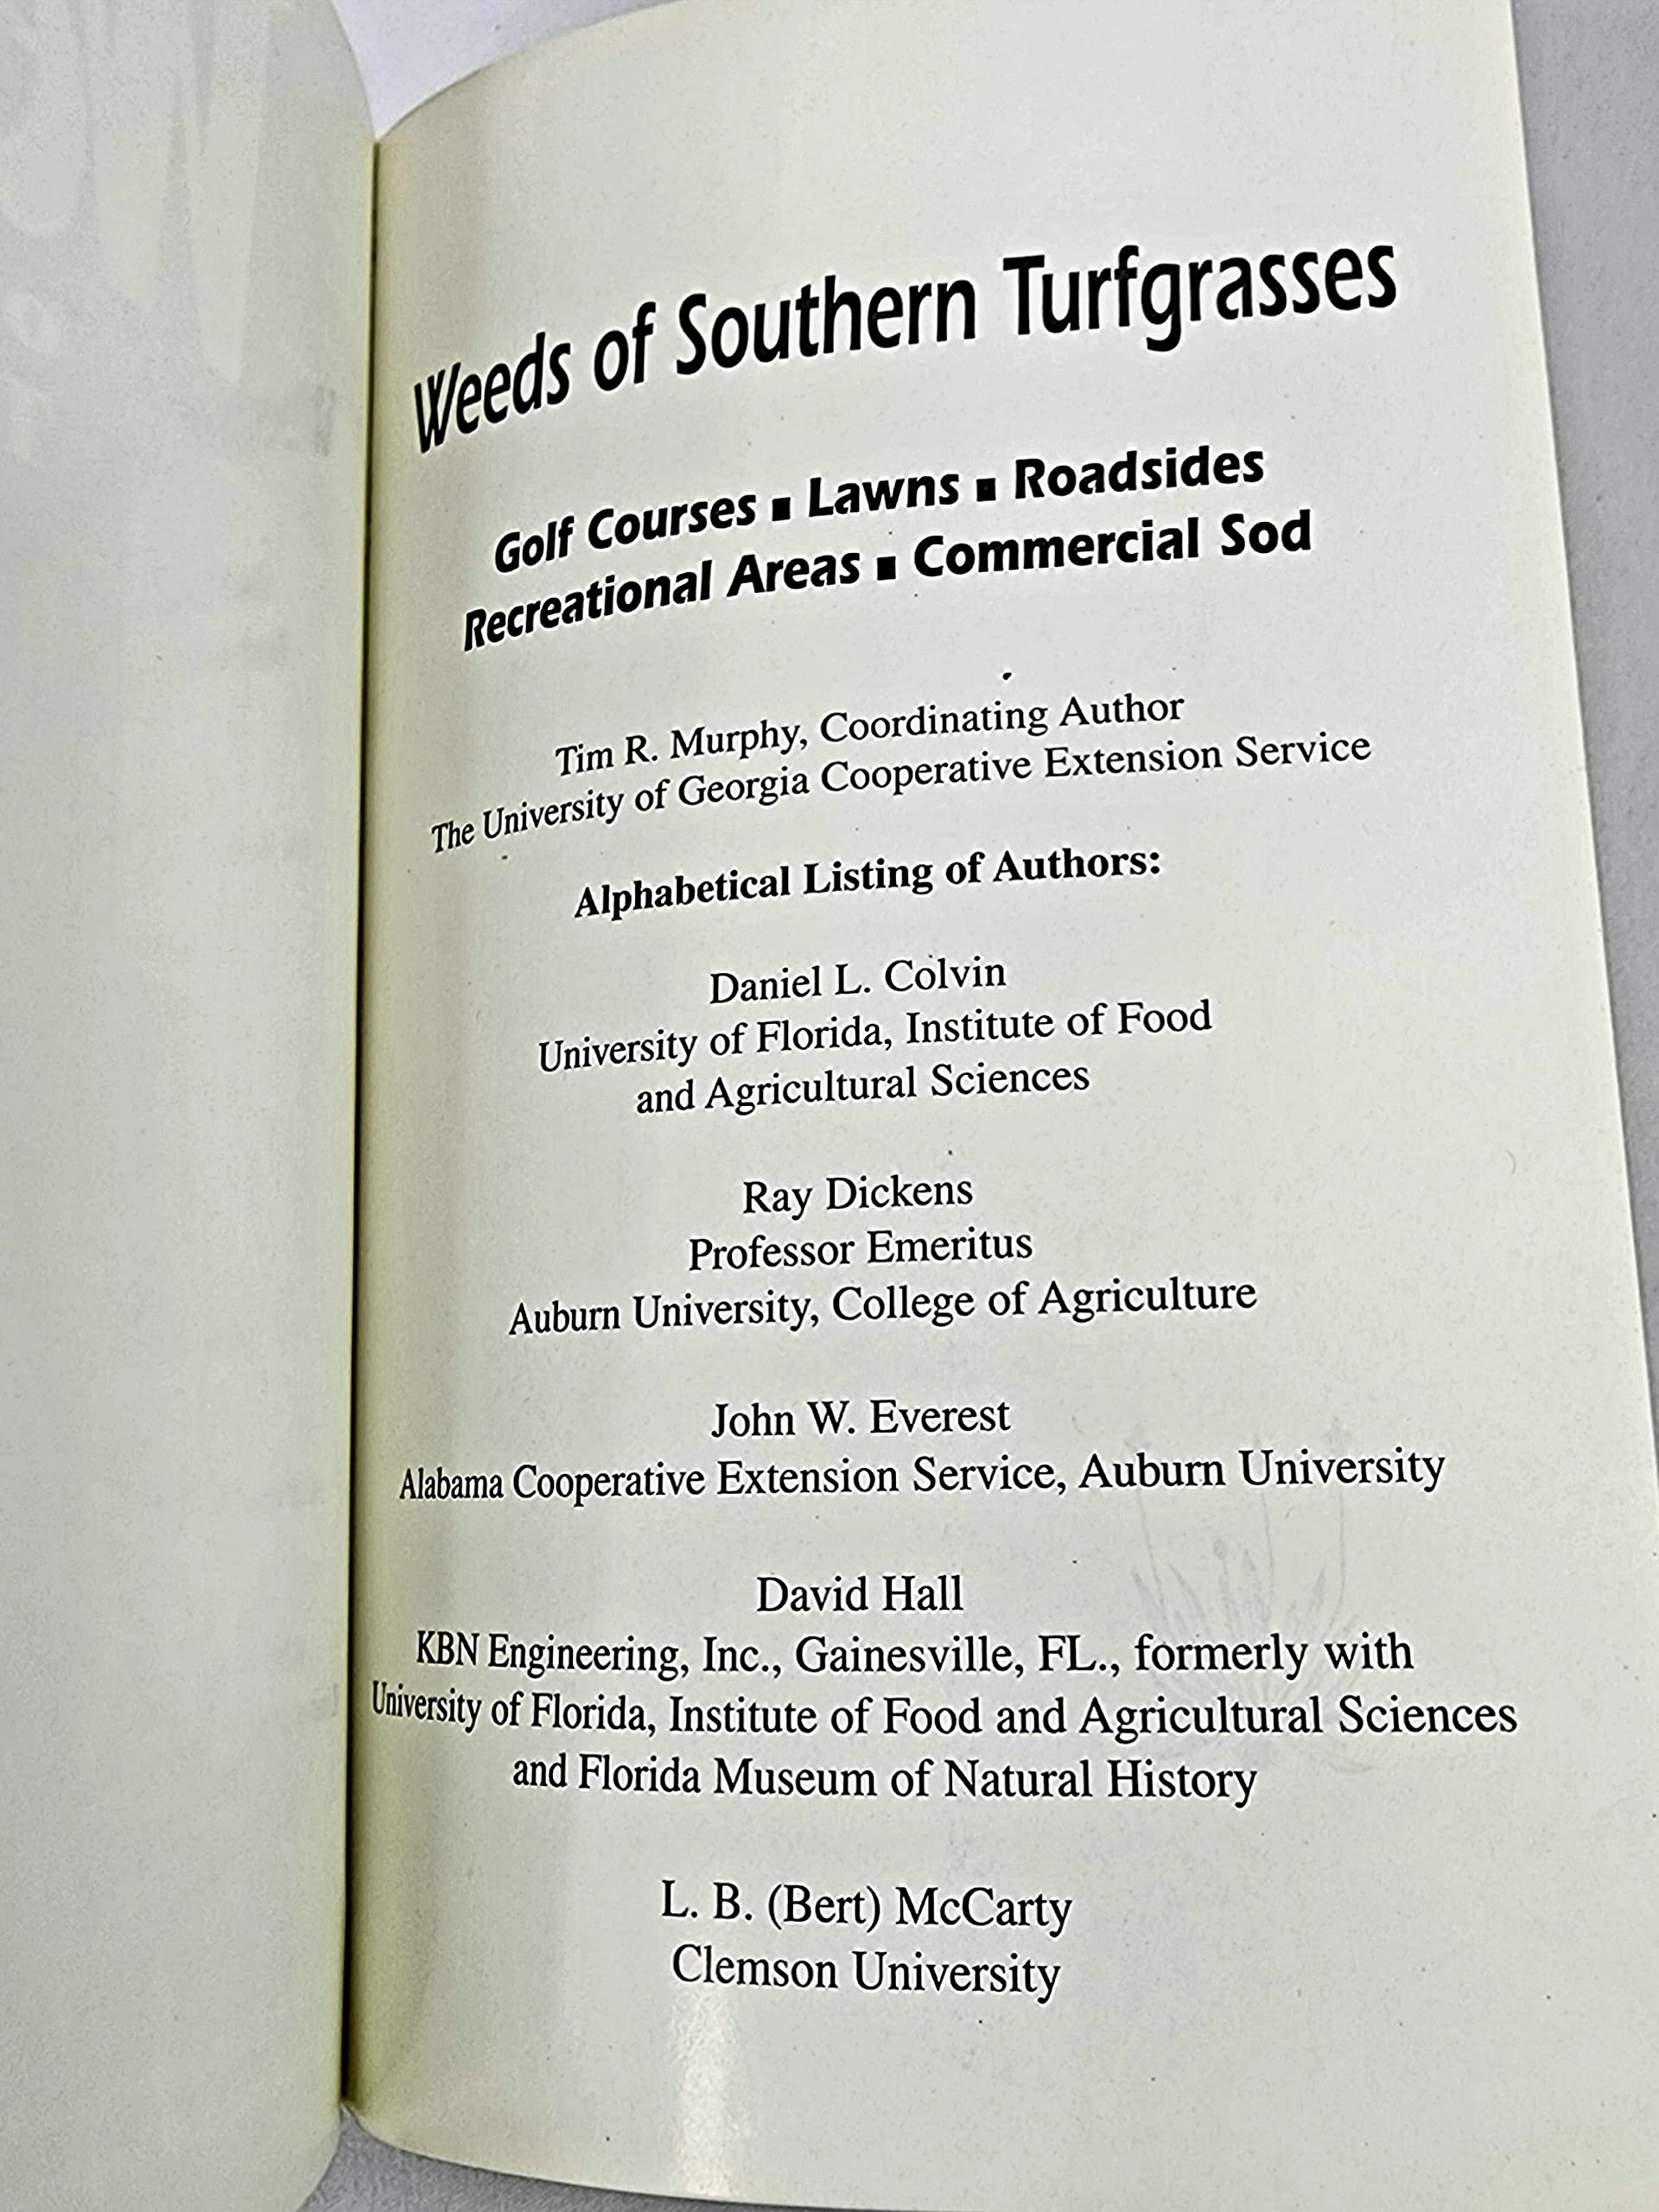 Weeds of Southern Turfgrasses
Golf Courses ■ Lawns ■ Roadsides
Recreational Areas ■ Commercial Sod
Tim R. Murphy, Coordinating Author
The University of Georgia Cooperative Extension Service
Alphabetical Listing of Authors:
Daniel L. Colvin
University of Florida, Institute of Food
and Agricultural Sciences
Ray Dickens
Professor Emeritus
Auburn University, College of Agriculture
John W. Everest
Alabama Cooperative Extension Service, Auburn University
David Hall
KBN Engineering, Inc., Gainesville, FL., formerly with
University of Florida, Institute of Food and Agricultural Sciences
and Florida Museum of Natural History
L. B. (Bert) McCarty
Clemson University